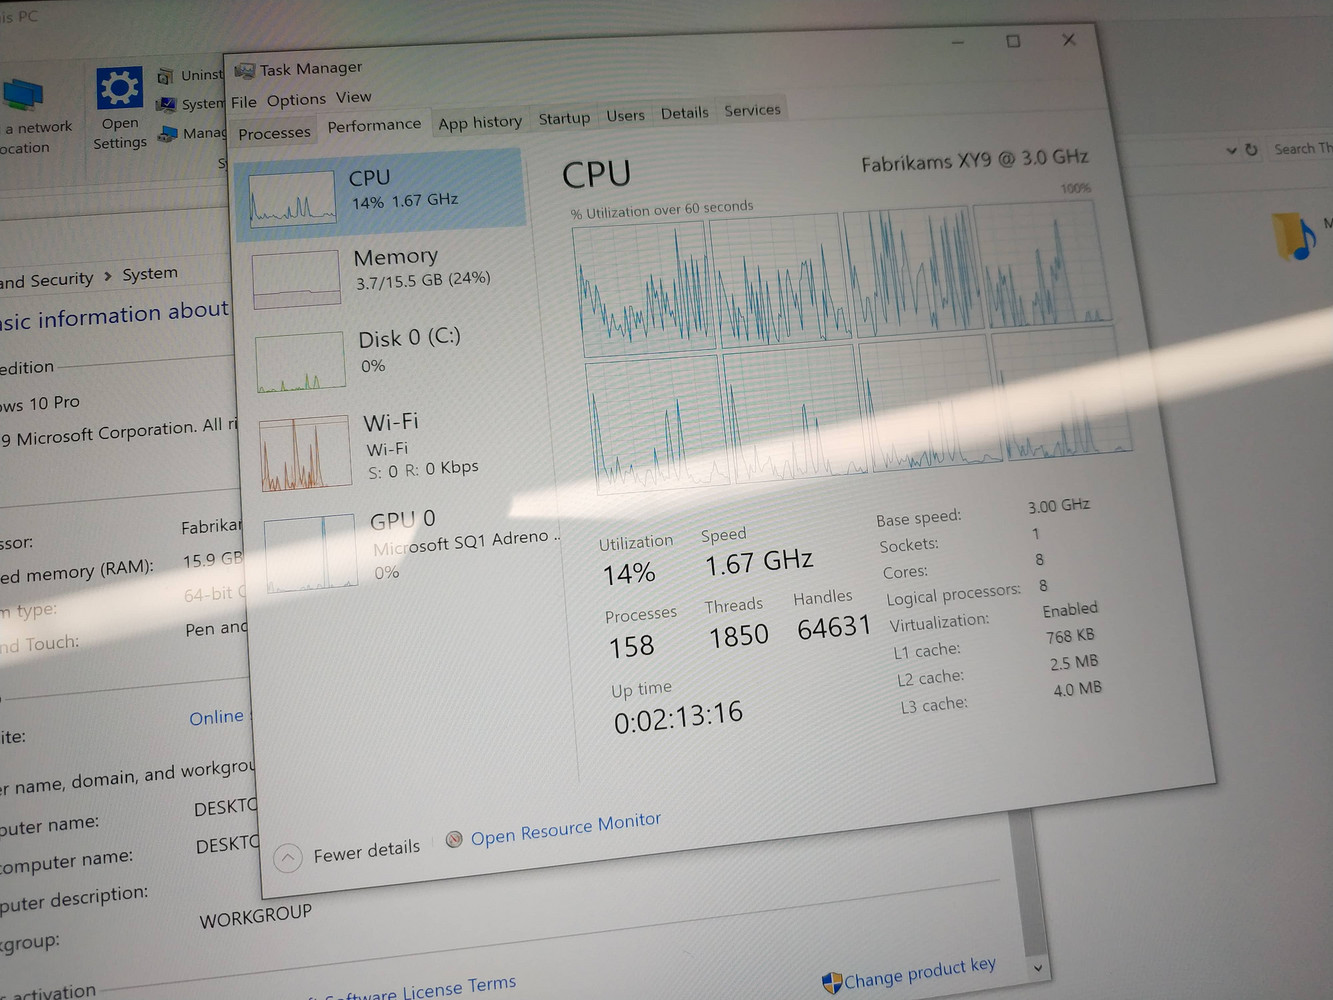 is PC
a network
ocation
Open
Settings
Uninst
System
Manag
Sy
Search Th
M
and Security > System
asic information about
edition
ows 10 Pro
9 Microsoft Corporation. All ri
ssor:
Fabrikar
ed memory (RAM):
15.9 GB
m type:
64-bit O
nd Touch:
Pen and
Online
ite:
er name, domain, and workgrou
puter name:
DESKTO
computer name:
DESKTO
puter description:
kgroup:
WORKGROUP
s activation
Software License Terms
Change product key
Task Manager
File Options View
Processes Performance App history Startup Users Details Services
CPU
14% 1.67 GHz
Memory
3.7/15.5 GB (24%)
Disk 0 (C:)
0%
Wi-Fi
Wi-Fi
S: 0 R: 0 Kbps
GPU 0
Microsoft SQ1 Adreno ..
0%
CPU
Fabrikams XY9 @ 3.0 GHz
% Utilization over 60 seconds
100%
Utilization
Speed
14%
1.67 GHz
Processes
Threads
Handles
158
1850
64631
Up time
0:02:13:16
Base speed: 3.00 GHz
Sockets: 1
Cores: 8
Logical processors: 8
Virtualization: Enabled
L1 cache: 768 KB
L2 cache: 2.5 MB
L3 cache: 4.0 MB
Fewer details
Open Resource Monitor